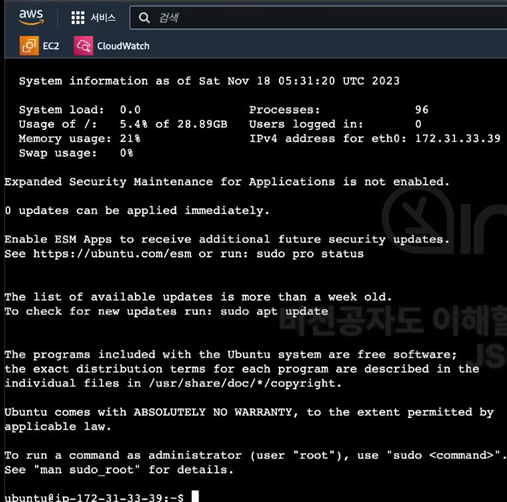 aws
서비스
검색
EC2
CloudWatch
System information as of Sat Nov 18 05:31:20 UTC 2023
System load: 0.0 Processes: 96
Usage of /: 5.4% of 28.89GB Users logged in: 0
Memory usage: 21% IPv4 address for eth0: 172.31.33.39
Swap usage: 0%
Expanded Security Maintenance for Applications is not enabled.
0 updates can be applied immediately.
Enable ESM Apps to receive additional future security updates.
See https://ubuntu.com/esm or run: sudo pro status
The list of available updates is more than a week old.
To check for new updates run: sudo apt update
비전공자도 이해할
JS
The programs included with the Ubuntu system are free software;
the exact distribution terms for each program are described in the
individual files in /usr/share/doc/*/copyright.
Ubuntu comes with ABSOLUTELY NO WARRANTY, to the extent permitted by
applicable law.
To run a command as administrator (user "root"), use "sudo <command>".
See "man sudo_root" for details.
ubuntu@ip-172-31-33-39:~$